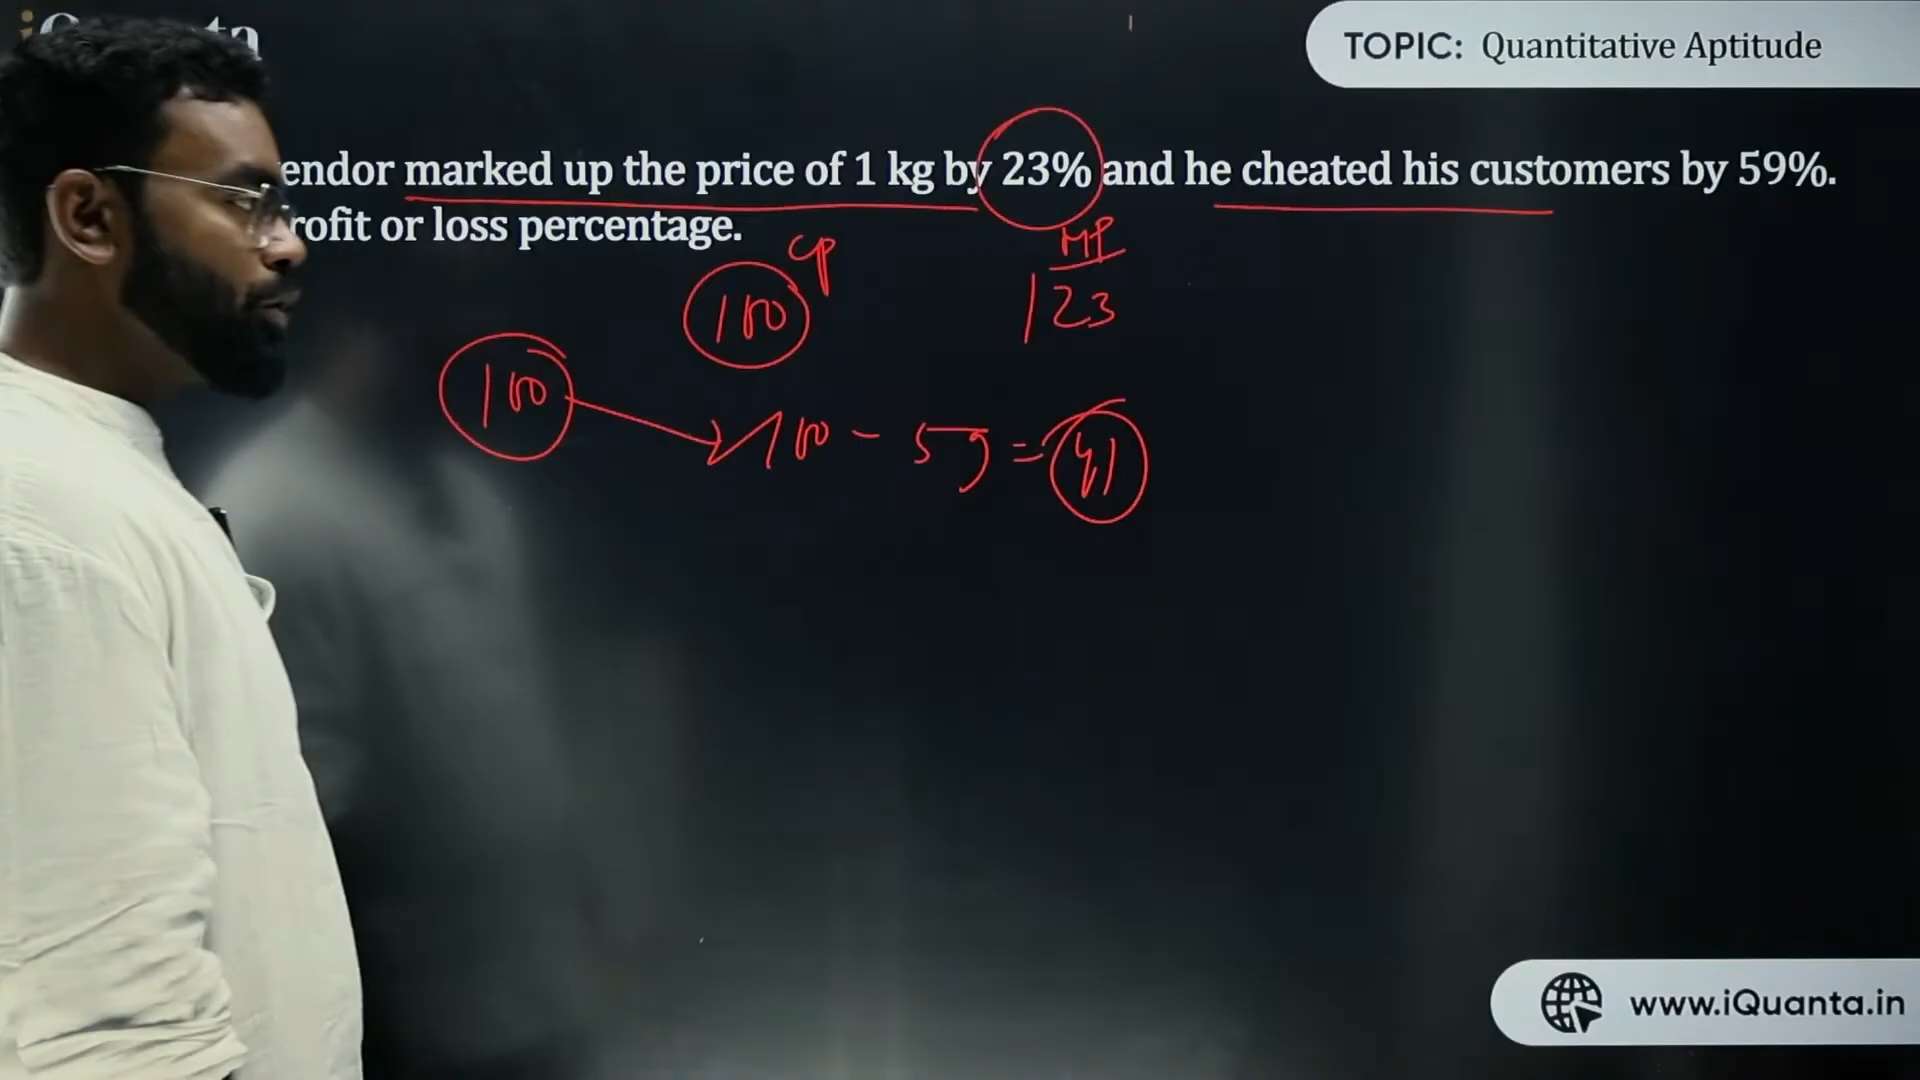 TOPIC: Quantitative Aptitude
endor marked up the price of 1 kg by 23% and he cheated his customers by 59%.
rofit or loss percentage.
CP
MP
100
123
100
100 - 59 = 41
www.iQuanta.in